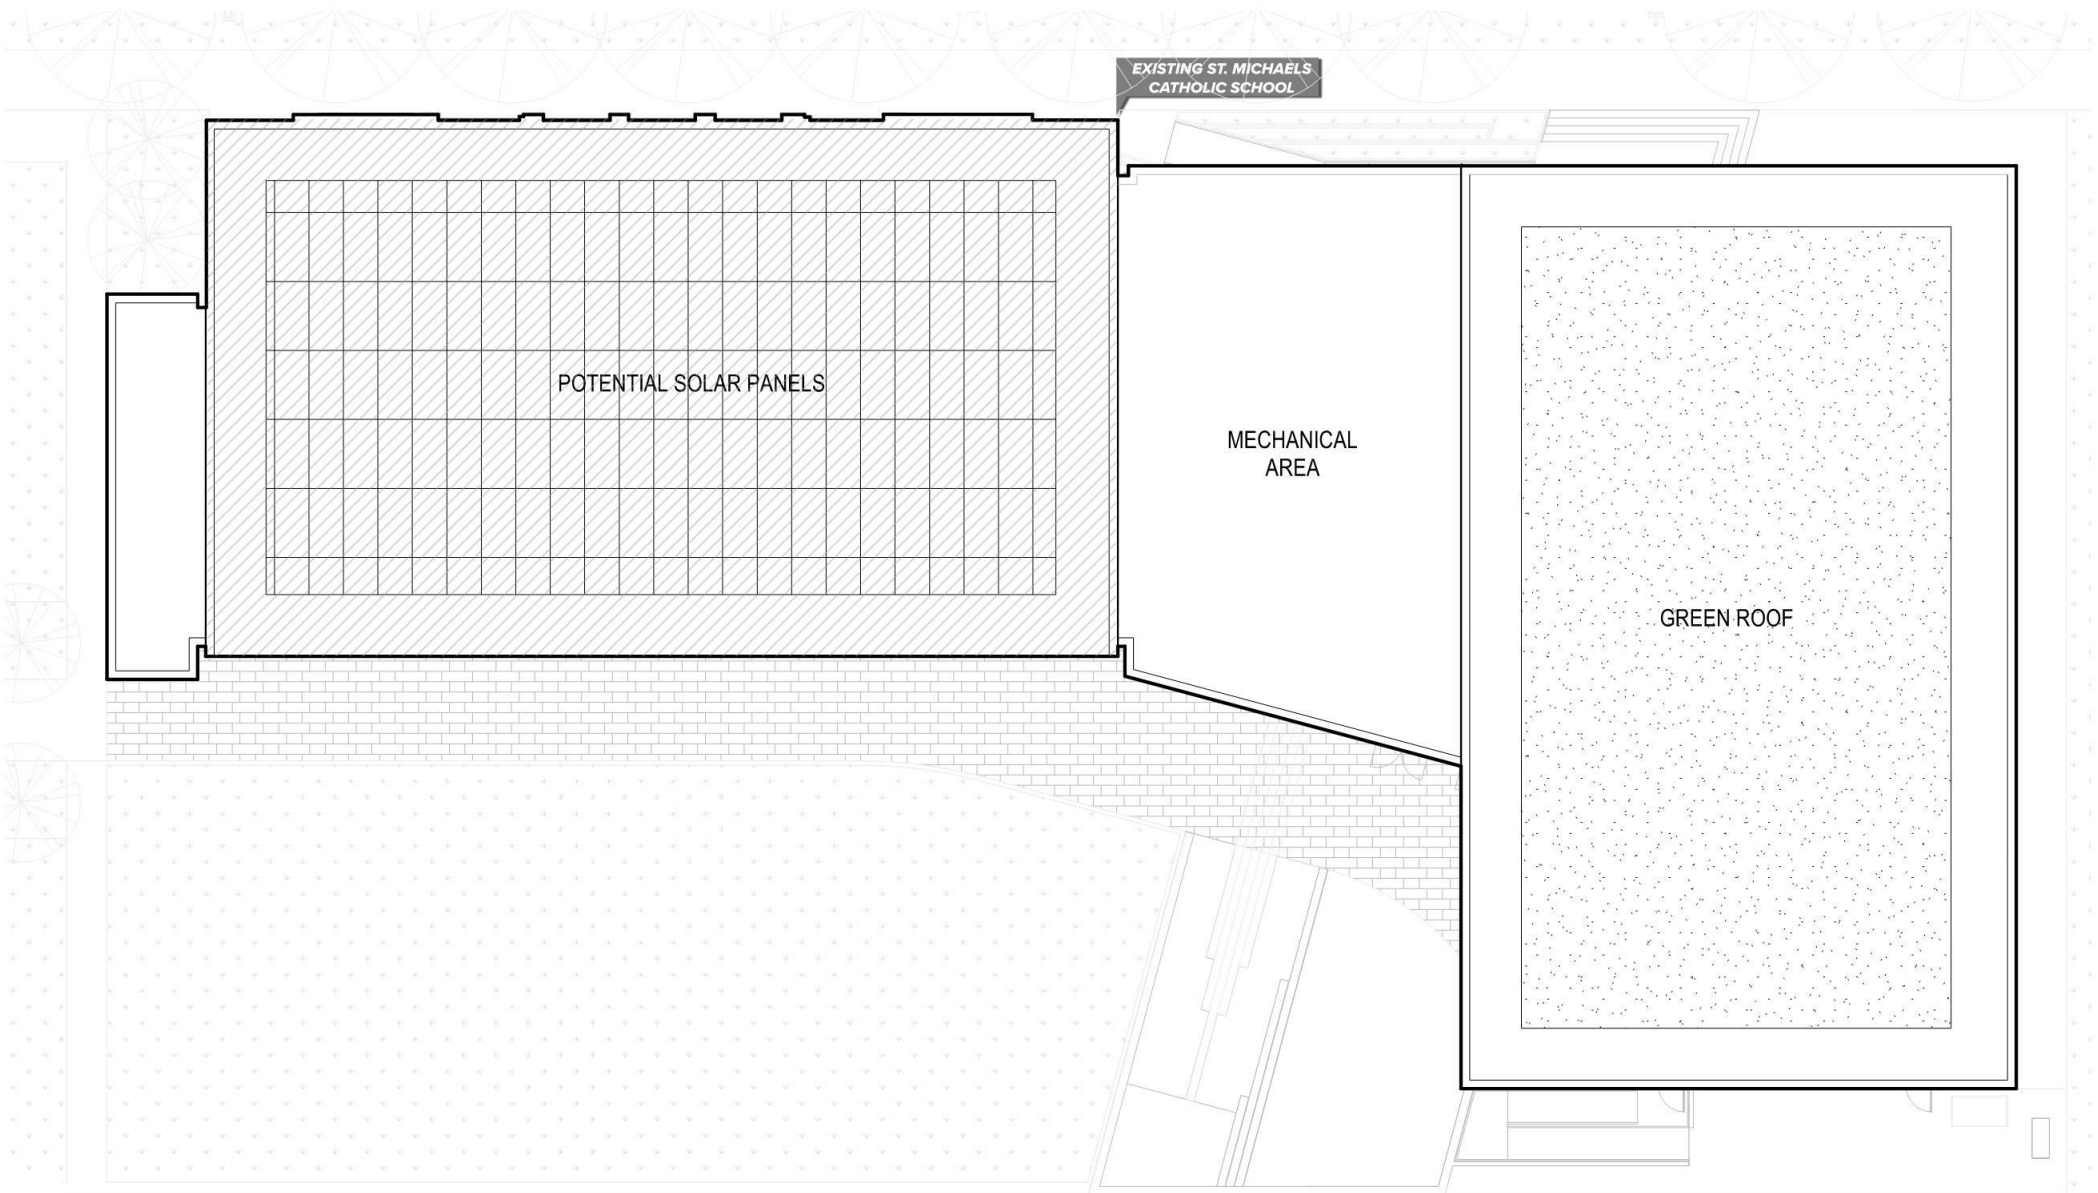 EXISTING ST. MICHAELS
CATHOLIC SCHOOL
POTENTIAL SOLAR PANELS
MECHANICAL
AREA
GREEN ROOF